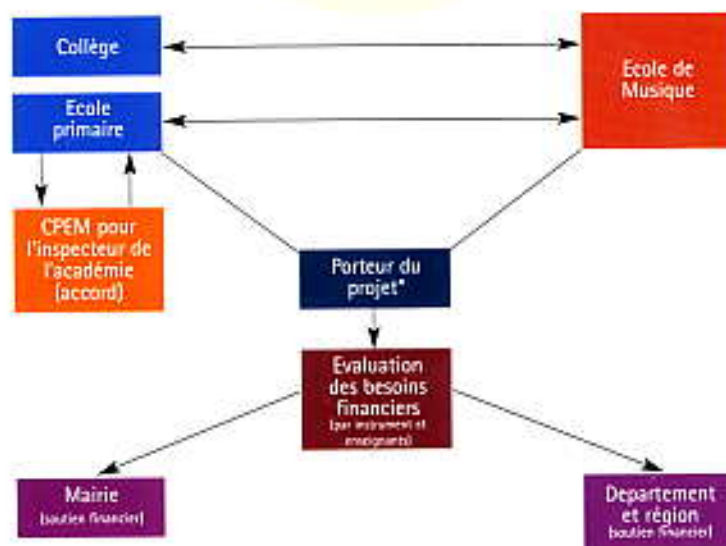 Collège
Ecole de
Musique
Ecole
primaire
CPEM pour
l'inspecteur de
l'académie
(accord)
Porteur du
projet*
Evaluation
des besoins
financiers
(par instrument et
enseignants)
Mairie
(soutien financier)
Departement
et région
(soutien financier)